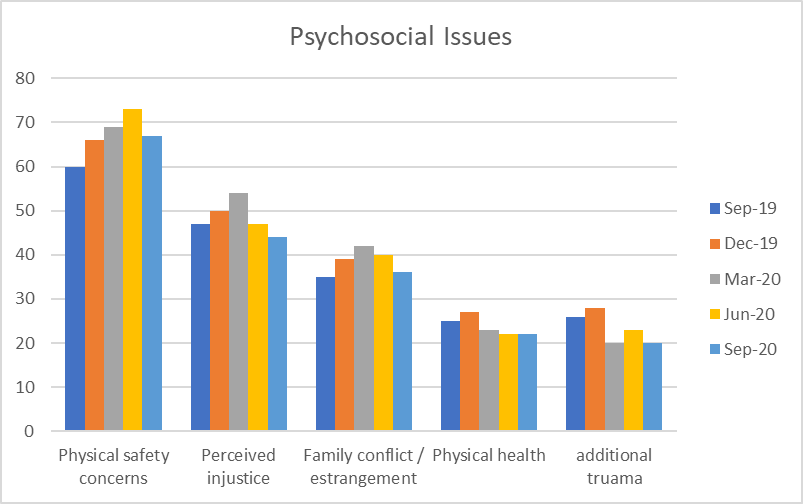 Psychosocial Issues
80
70
60
50
40
30
20
10
0
Physical safety
concerns
Perceived
injustice
Family conflict /
estrangement
Physical health
additional
truama
Sep-19
Dec-19
Mar-20
Jun-20
Sep-20